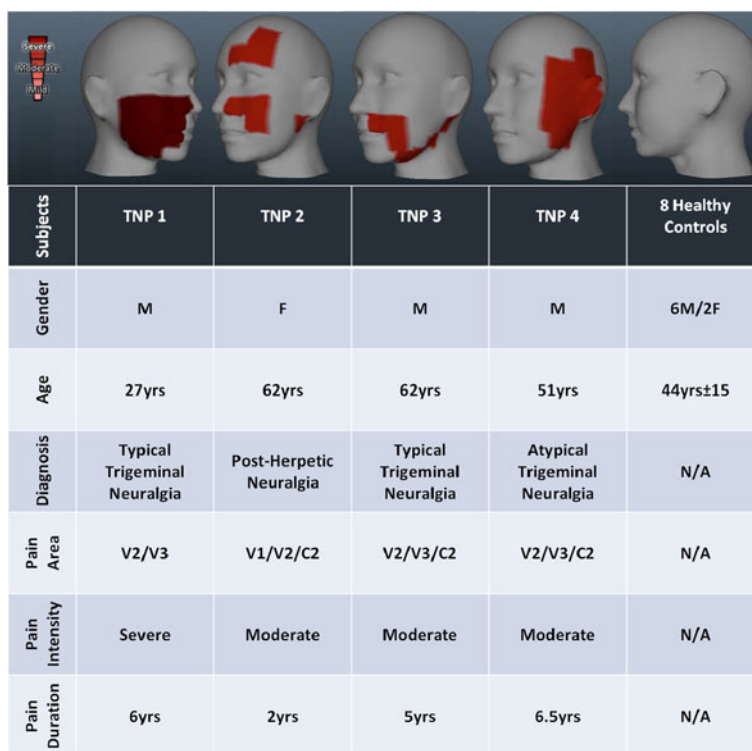 Severe
Moderate
Mild
Subjects TNP 1 TNP 2 TNP 3 TNP 4 8 Healthy
Controls
Gender M F M M 6M/2F
Age 27yrs 62yrs 62yrs 51yrs 44yrs±15
Diagnosis Typical
Trigeminal
Neuralgia
Post-Herpetic
Neuralgia
Typical
Trigeminal
Neuralgia
Atypical
Trigeminal
Neuralgia
N/A
Pain
Area
V2/V3 V1/V2/C2 V2/V3/C2 V2/V3/C2 N/A
Pain
Intensity
Severe Moderate Moderate Moderate N/A
Pain
Duration
6yrs 2yrs 5yrs 6.5yrs N/A